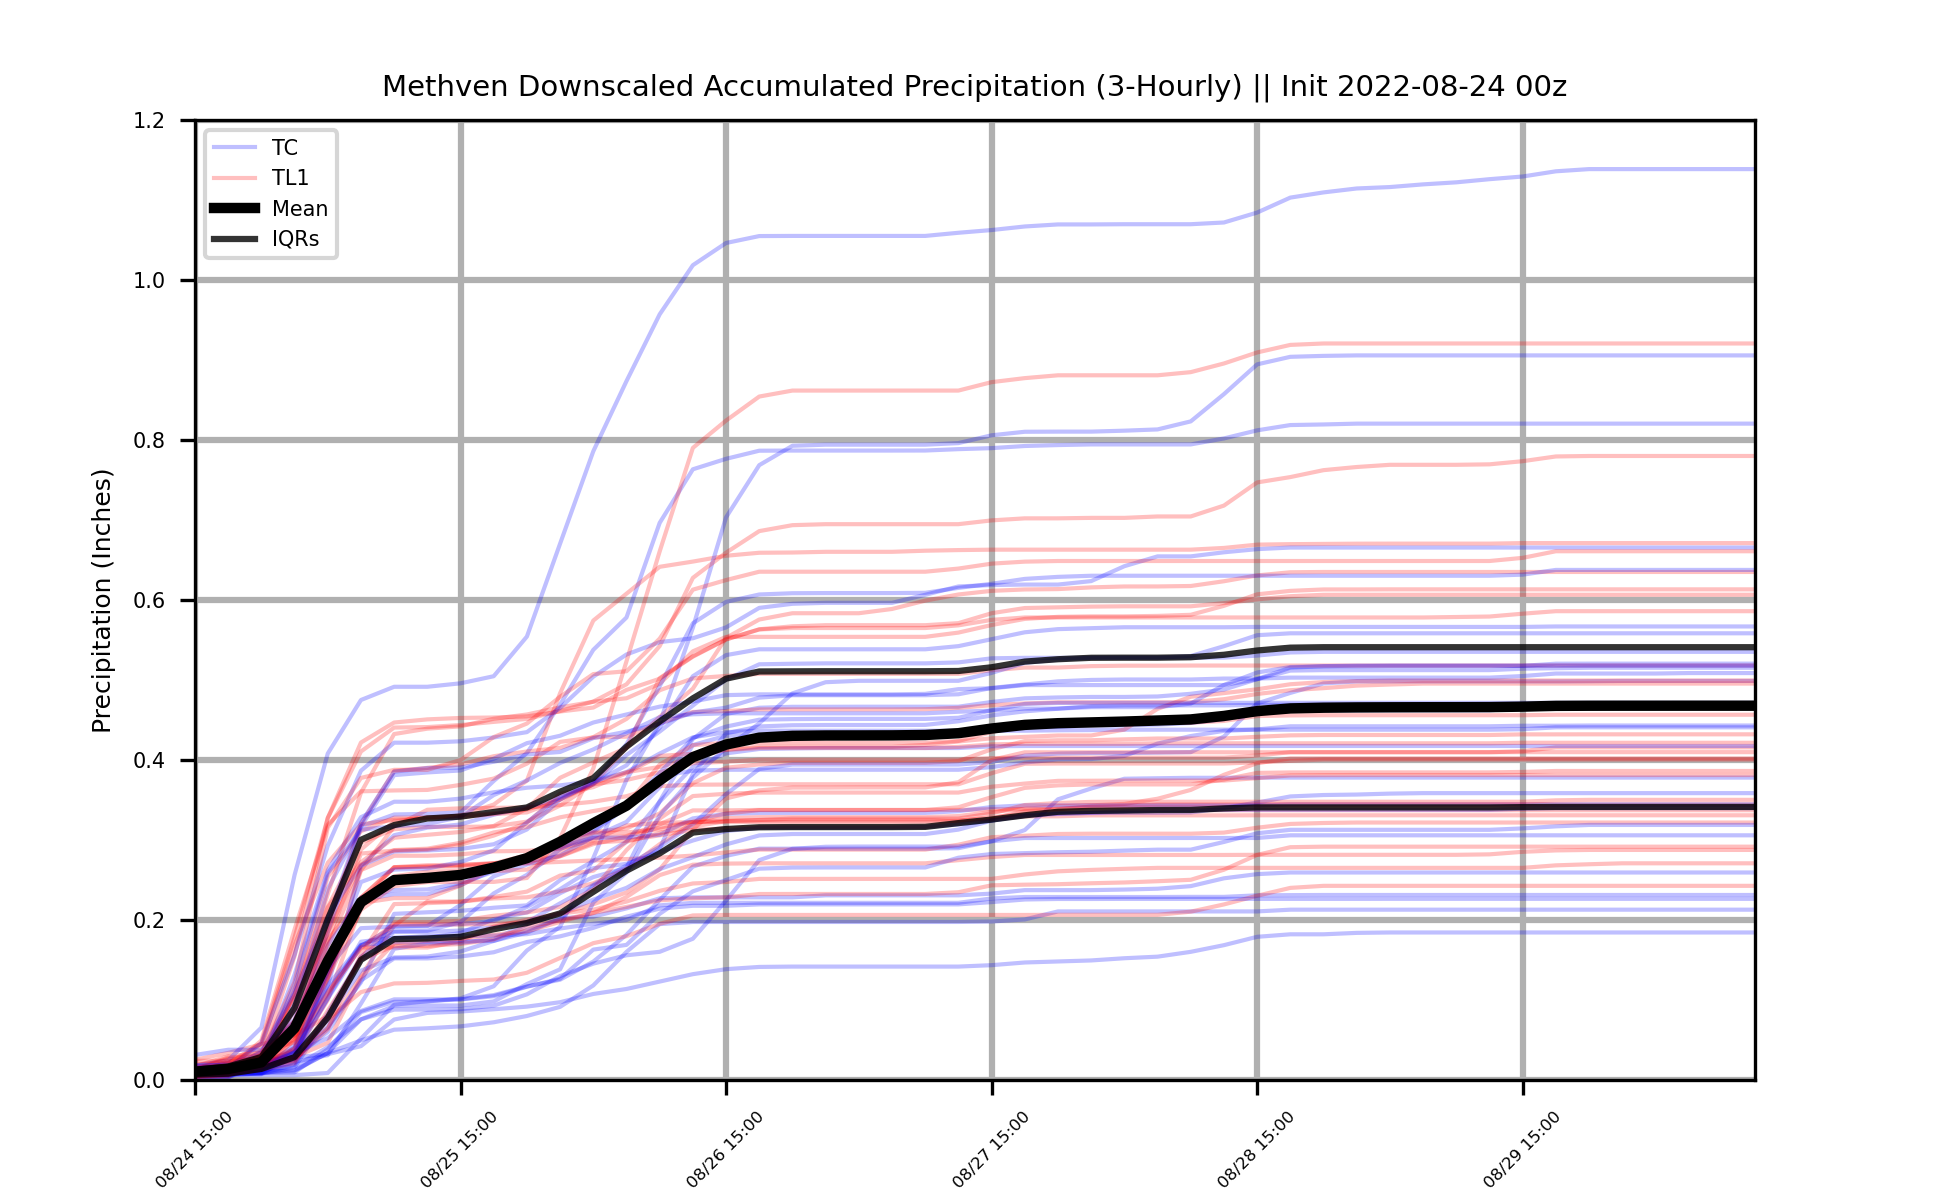 Methven Downscaled Accumulated Precipitation (3-Hourly) || Init 2022-08-24 00z
Precipitation (Inches)
1.2
1.0
0.8
0.6
0.4
0.2
0.0
TC
TL1
Mean
IQRs
08/24 15:00
08/25 15:00
08/26 15:00
08/27 15:00
08/28 15:00
08/29 15:00